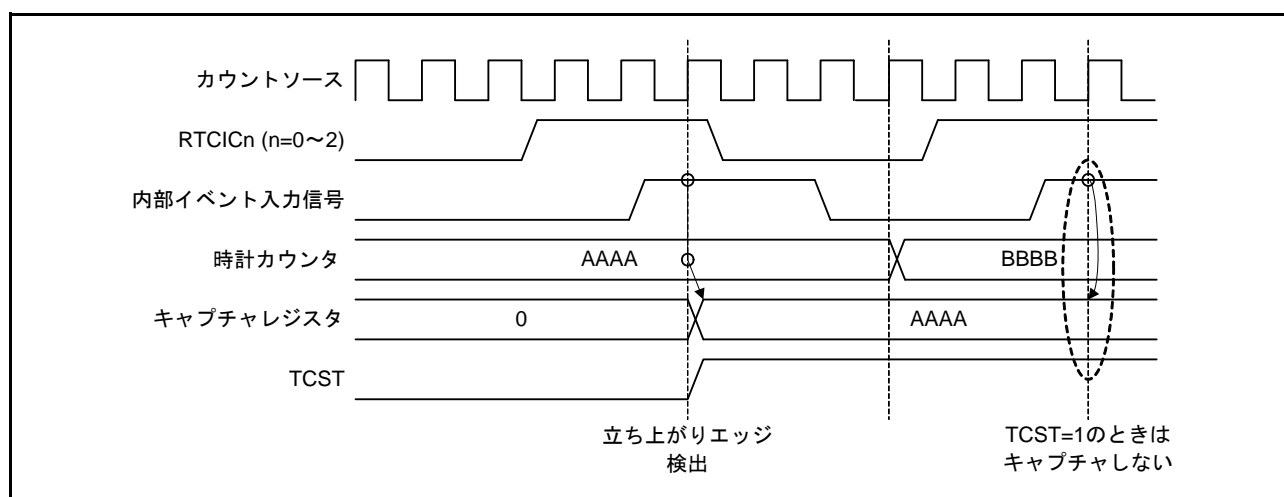 カウントソース
RTCICn (n=0～2)
内部イベント入力信号
時計カウンタ
AAAA
BBBB
キャプチャレジスタ
0
AAAA
TCST
立ち上がりエッジ
検出
TCST=1のときは
キャプチャしない